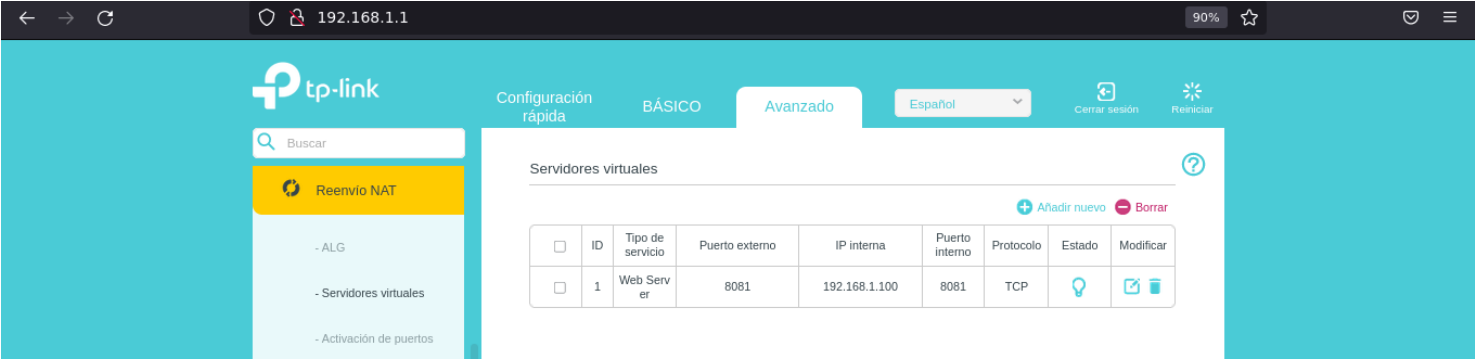 192.168.1.1
90%
tp-link
Configuración
rápida
BÁSICO
Avanzado
Español
Cerrar sesión
Reiniciar
Buscar
Reenvío NAT
- ALG
- Servidores virtuales
- Activación de puertos
Servidores virtuales
Añadir nuevo
Borrar
ID
Tipo de
servicio
Puerto externo
IP interna
Puerto
interno
Protocolo
Estado
Modificar
1
Web Serv
er
8081
192.168.1.100
8081
TCP